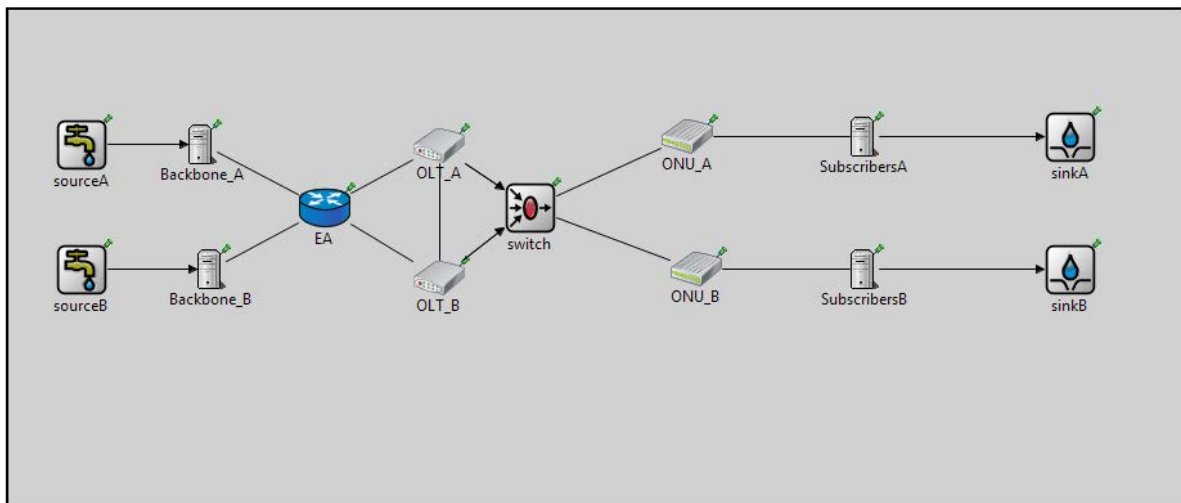 sourceA
Backbone_A
EA
OLT_A
switch
ONU_A
SubscribersA
sinkA
sourceB
Backbone_B
OLT_B
ONU_B
SubscribersB
sinkB